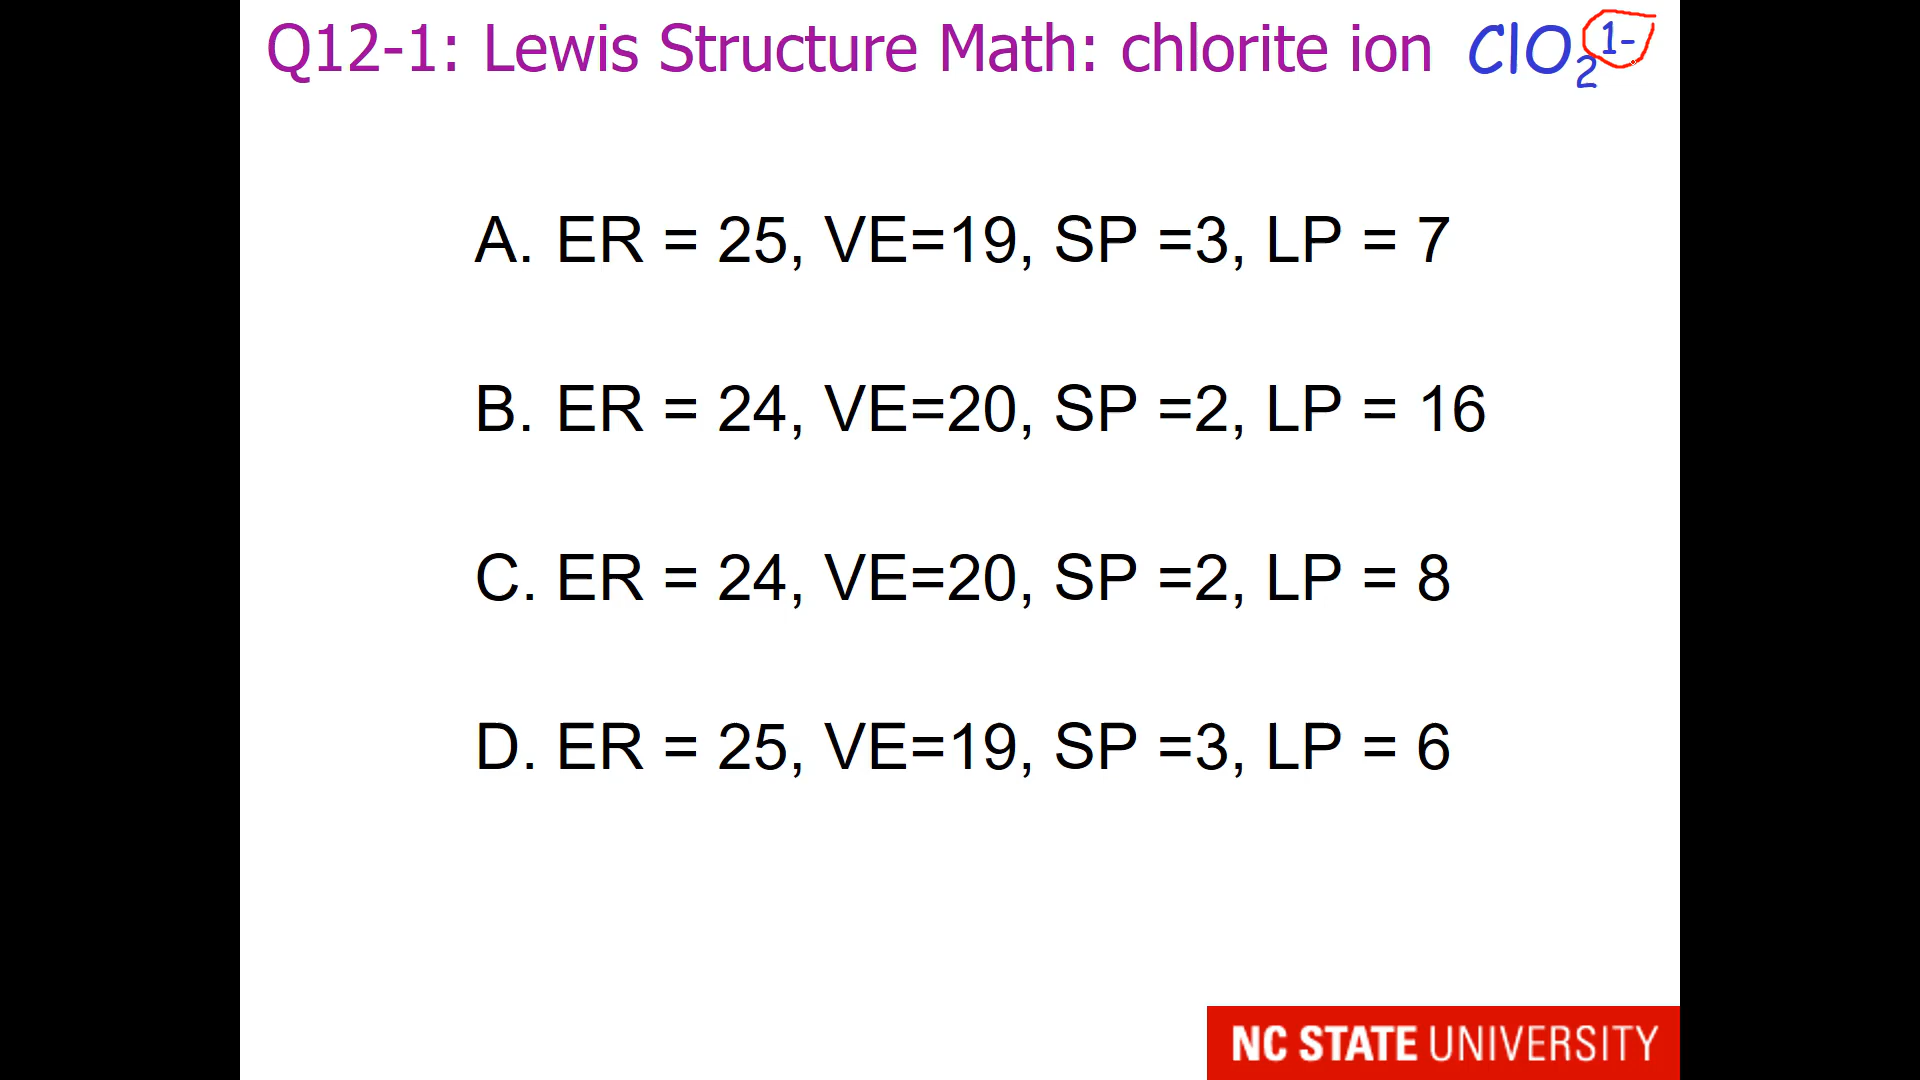 Q12-1: Lewis Structure Math: chlorite ion ClO₂¹⁻
A. ER = 25, VE=19, SP =3, LP = 7
B. ER = 24, VE=20, SP =2, LP = 16
C. ER = 24, VE=20, SP =2, LP = 8
D. ER = 25, VE=19, SP =3, LP = 6
NC STATE UNIVERSITY